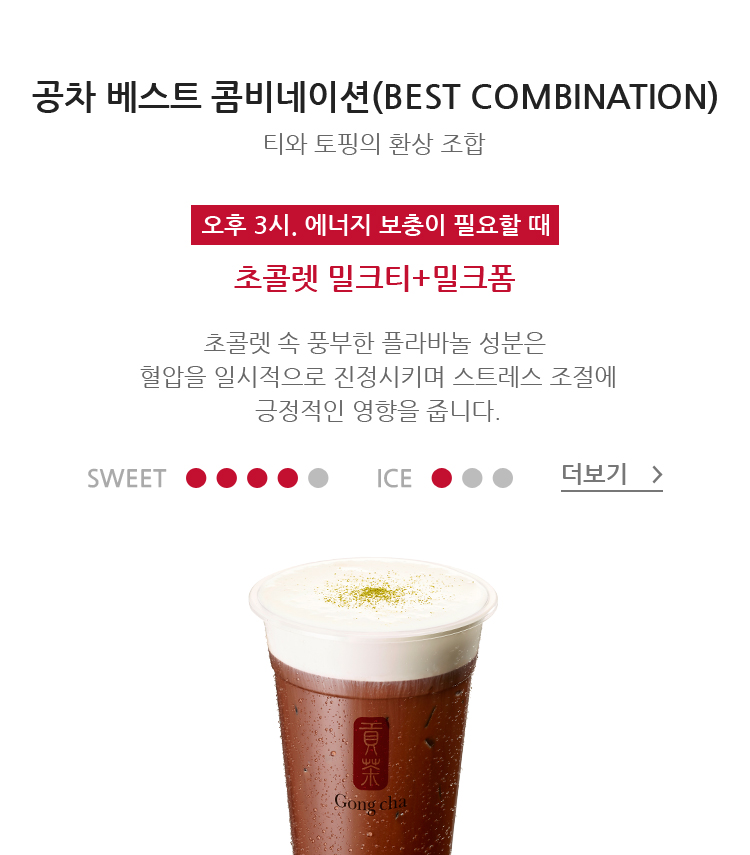 공차 베스트 콤비네이션(BEST COMBINATION)
티와 토핑의 환상 조합
오후 3시. 에너지 보충이 필요할 때
초콜렛 밀크티+밀크폼
초콜렛 속 풍부한 플라바놀 성분은
혈압을 일시적으로 진정시키며 스트레스 조절에
긍정적인 영향을 줍니다.
SWEET ICE 더보기 >
貢茶
Gong cha